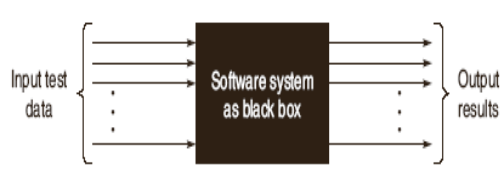 Input test
data
Software system
as black box
Output
results